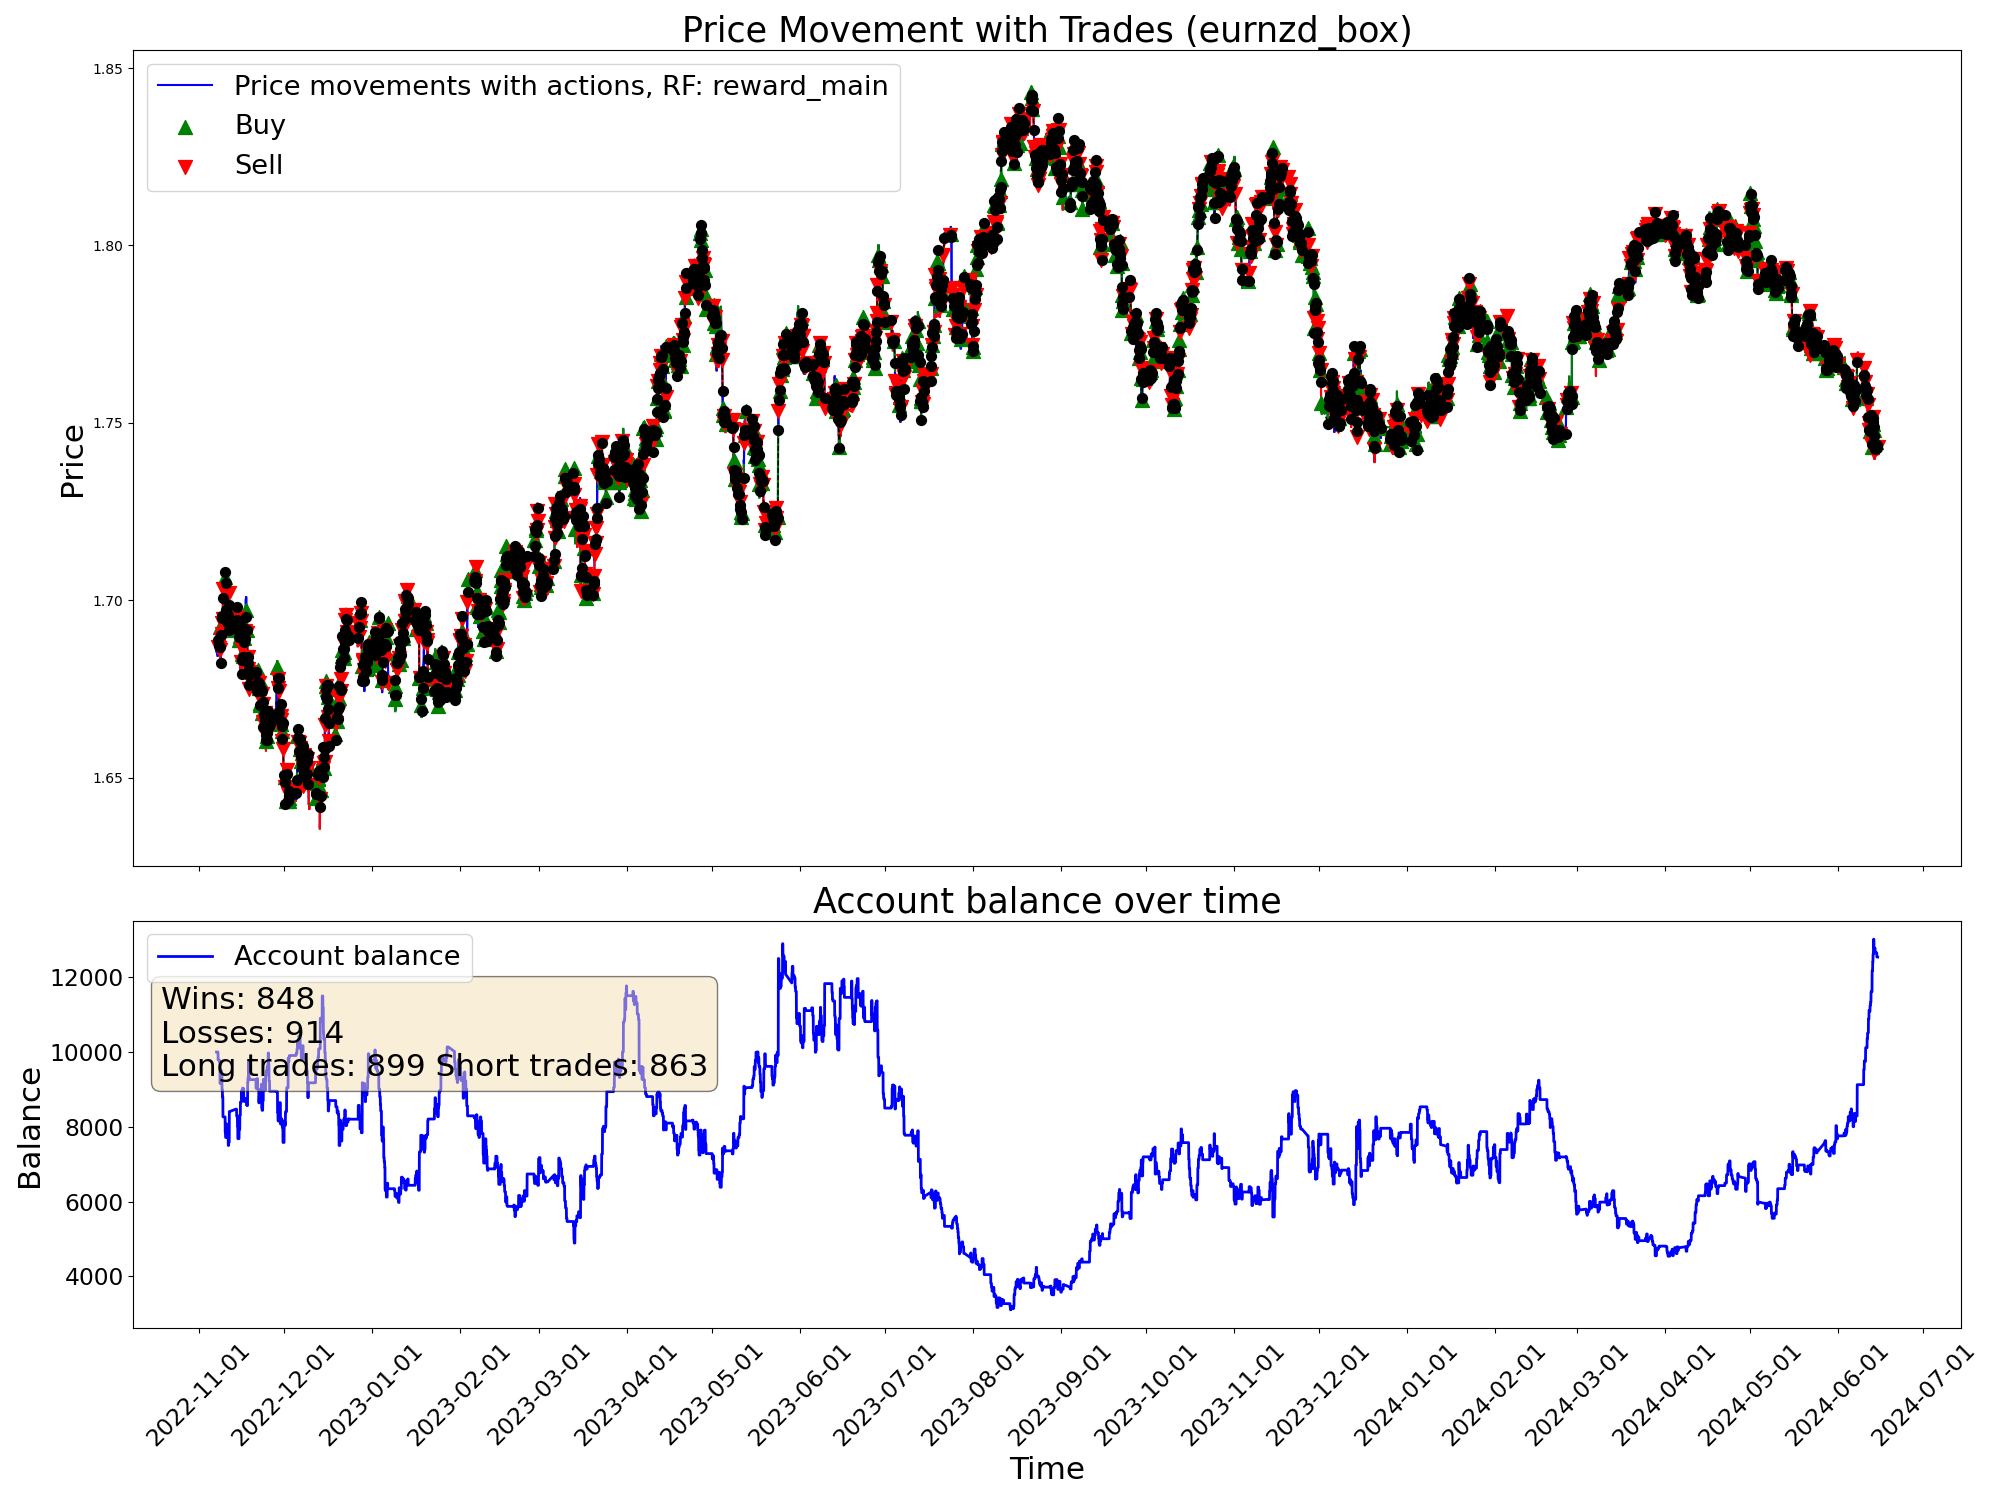 Price Movement with Trades (eurnzd_box)
Price movements with actions, RF: reward_main
Buy
Sell
Price
1.85
1.80
1.75
1.70
1.65
Account balance over time
Account balance
Wins: 848
Losses: 914
Long trades: 899 Short trades: 863
Balance
12000
10000
8000
6000
4000
2022-11-01
2022-12-01
2023-01-01
2023-02-01
2023-03-01
2023-04-01
2023-05-01
2023-06-01
2023-07-01
2023-08-01
2023-09-01
2023-10-01
2023-11-01
2023-12-01
2024-01-01
2024-02-01
2024-03-01
2024-04-01
2024-05-01
2024-06-01
2024-07-01
Time